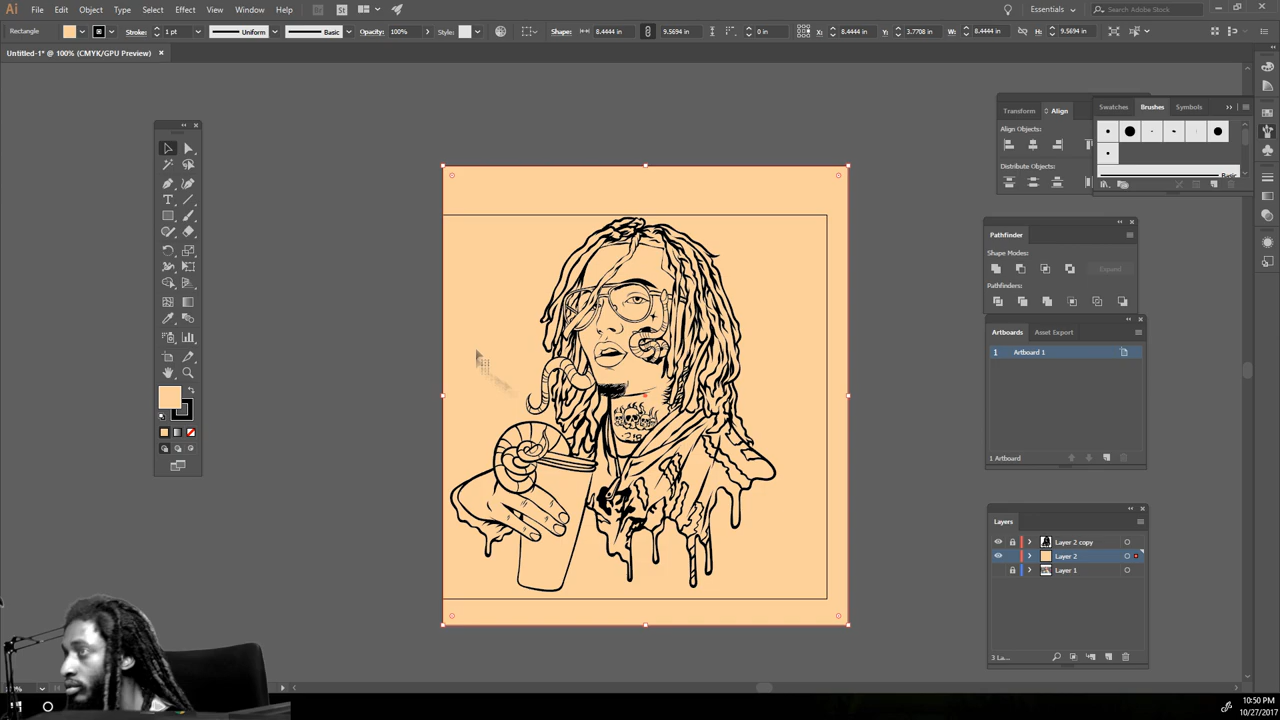 Ai File Edit Object Type Select Effect View Window Help Br St Essentials Search Adobe Stock
Rectangle Stroke: 1 pt Uniform Basic Opacity: 100% Style: Shape: 8.4444 in 9.5694 in 0 in X: 8.4444 in Y: 3.7708 in W: 8.4444 in H: 9.5694 in
Untitled-1* @ 100% (CMYK/GPU Preview)
Transform Align
Align Objects:
Distribute Objects:
Swatches Brushes Symbols
Basic
Pathfinder
Shape Modes:
Expand
Pathfinders:
Artboards Asset Export
1 Artboard 1
1 Artboard
Layers
Layer 2 copy
Layer 2
Layer 1
3 La...
10:50 PM
10/27/2017